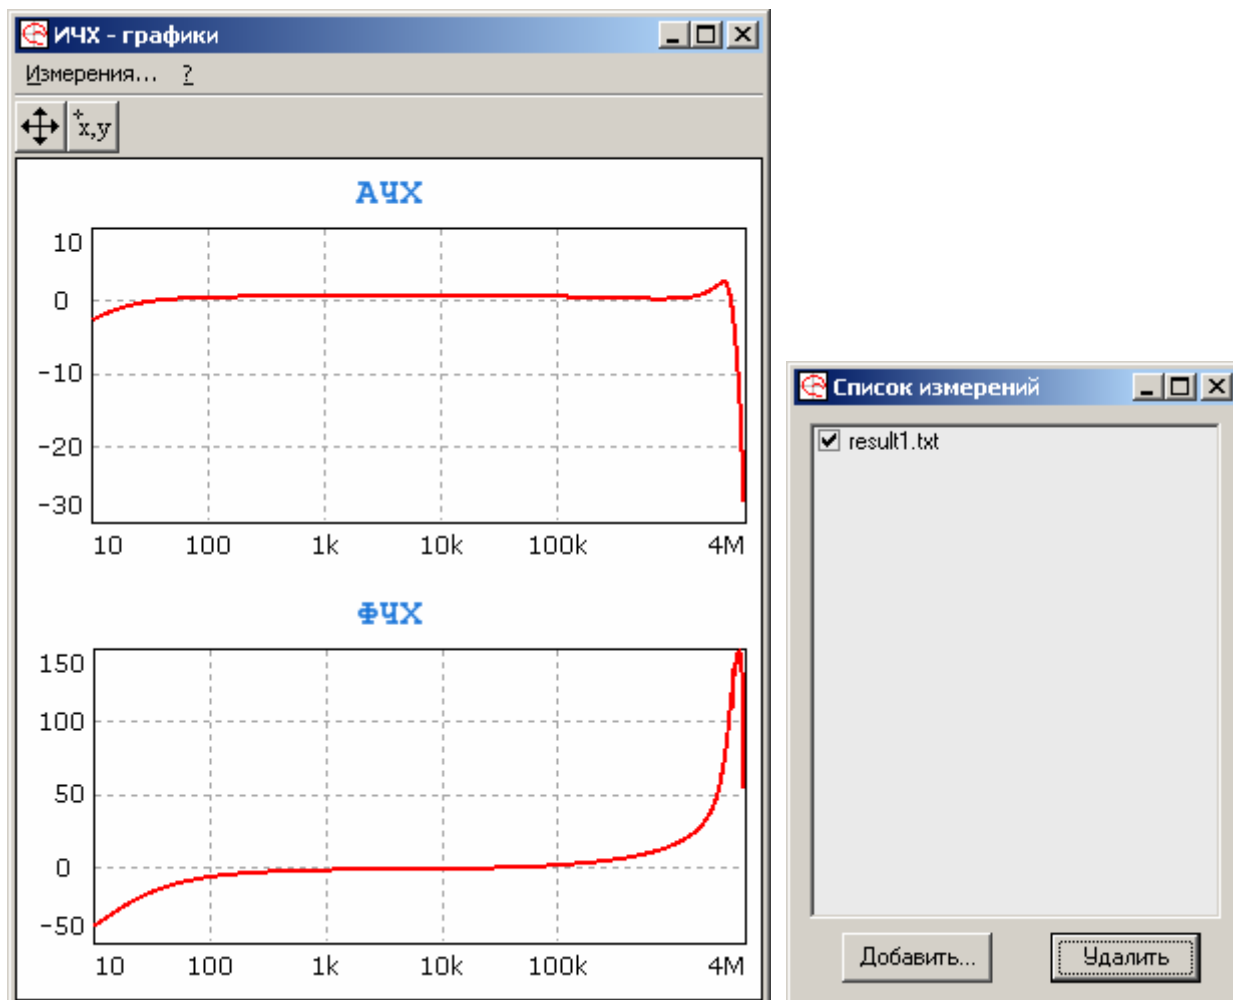 ИЧХ - графики
Измерения... ?
x,y
АЧХ
10
0
-10
-20
-30
10 100 1k 10k 100k 4M
ФЧХ
150
100
50
0
-50
10 100 1k 10k 100k 4M
Список измерений
result1.txt
Добавить... Удалить